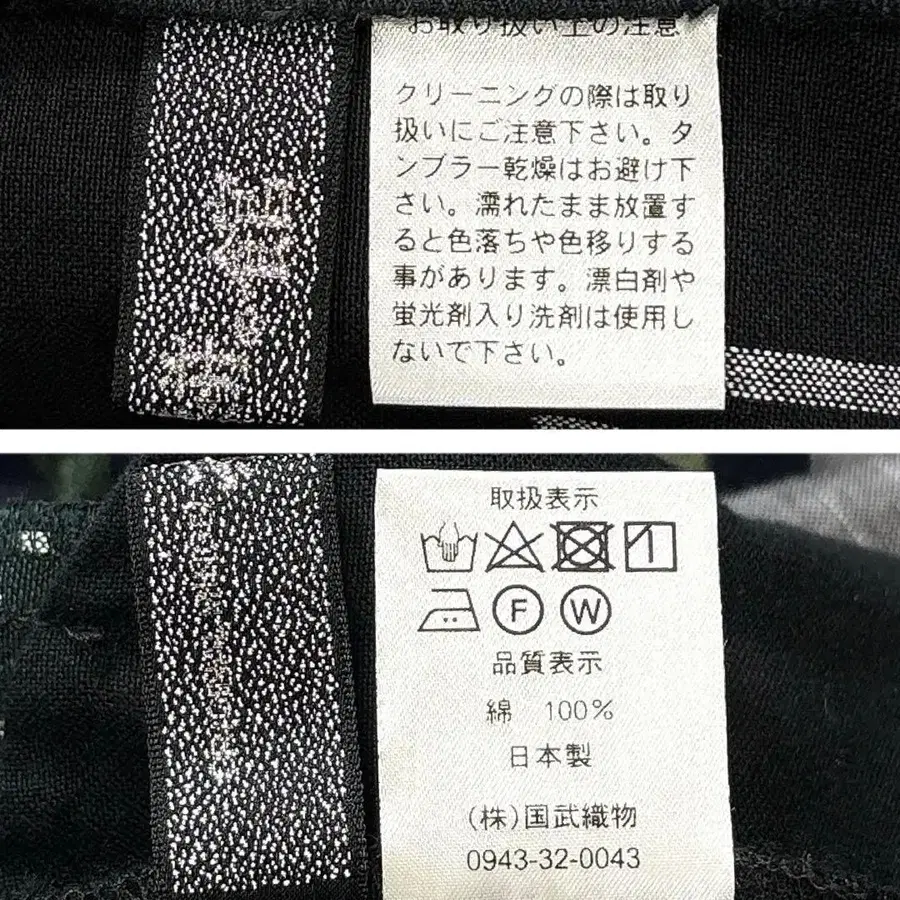 お取り扱い上の注意
クリーニングの際は取り
扱いにご注意下さい。タ
ンブラー乾燥はお避け下
さい。濡れたまま放置す
ると色落ちや色移りする
事があります。漂白剤や
蛍光剤入り洗剤は使用し
ないで下さい。
取扱表示
F W
品質表示
綿 100%
日本製
(株)国武織物
0943-32-0043